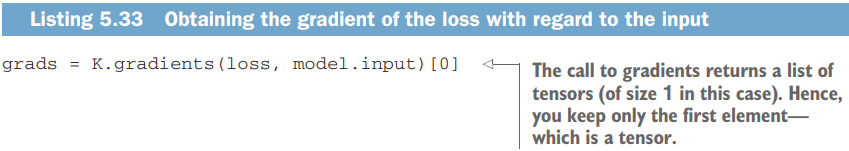 Listing 5.33 Obtaining the gradient of the loss with regard to the input
grads = K.gradients(loss, model.input)[0]
The call to gradients returns a list of
tensors (of size 1 in this case). Hence,
you keep only the first element—
which is a tensor.